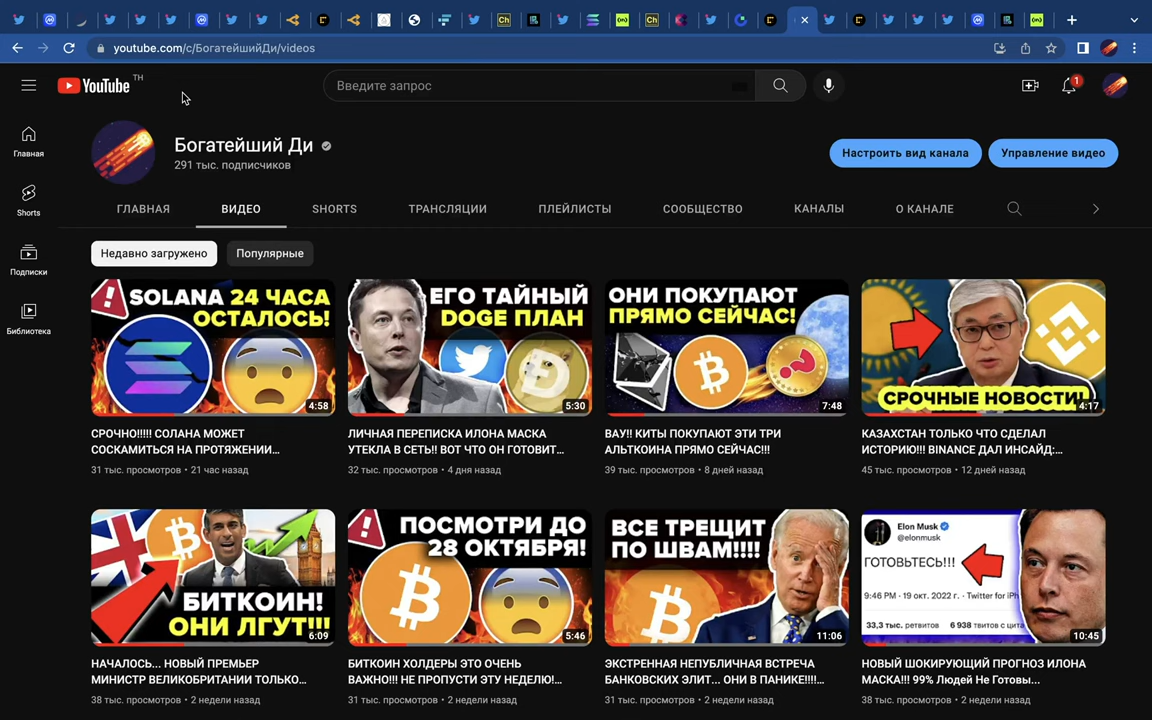 youtube.com/c/БогатейшийДи/videos
YouTube TH
Введите запрос
1
Главная
Shorts
Подписки
Библиотека
Богатейший Ди
291 тыс. подписчиков
Настроить вид канала
Управление видео
ГЛАВНАЯ ВИДЕО SHORTS ТРАНСЛЯЦИИ ПЛЕЙЛИСТЫ СООБЩЕСТВО КАНАЛЫ О КАНАЛЕ
Недавно загружено Популярные
SOLANA 24 ЧАСА
ОСТАЛОСЬ!
4:58
СРОЧНО!!!!! СОЛАНА МОЖЕТ
СОСКАМИТЬСЯ НА ПРОТЯЖЕНИИ...
31 тыс. просмотров • 21 час назад
ЕГО ТАЙНЫЙ
DOGE ПЛАН
5:30
ЛИЧНАЯ ПЕРЕПИСКА ИЛОНА МАСКА
УТЕКЛА В СЕТЬ!! ВОТ ЧТО ОН ГОТОВИТ...
32 тыс. просмотров • 4 дня назад
ОНИ ПОКУПАЮТ
ПРЯМО СЕЙЧАС!
7:48
ВАУ!! КИТЫ ПОКУПАЮТ ЭТИ ТРИ
АЛЬТКОИНА ПРЯМО СЕЙЧАС!!!
39 тыс. просмотров • 8 дней назад
СРОЧНЫЕ НОВОСТИ!
4:17
КАЗАХСТАН ТОЛЬКО ЧТО СДЕЛАЛ
ИСТОРИЮ!!! BINANCE ДАЛ ИНСАЙД:...
45 тыс. просмотров • 12 дней назад
БИТКОИН!
ОНИ ЛГУТ!!!
6:09
НАЧАЛОСЬ... НОВЫЙ ПРЕМЬЕР
МИНИСТР ВЕЛИКОБРИТАНИИ ТОЛЬКО...
38 тыс. просмотров • 2 недели назад
ПОСМОТРИ ДО
28 ОКТЯБРЯ!
5:46
БИТКОИН ХОЛДЕРЫ ЭТО ОЧЕНЬ
ВАЖНО!!! НЕ ПРОПУСТИ ЭТУ НЕДЕЛЮ!...
31 тыс. просмотров • 2 недели назад
ВСЕ ТРЕЩИТ
ПО ШВАМ!!!!
11:06
ЭКСТРЕННАЯ НЕПУБЛИЧНАЯ ВСТРЕЧА
БАНКОВСКИХ ЭЛИТ... ОНИ В ПАНИКЕ!!!!...
31 тыс. просмотров • 2 недели назад
Elon Musk
@elonmusk
ГОТОВЬТЕСЬ!!!
9:46 PM · 19 окт. 2022 г. · Twitter for iPh
33,3 тыс. ретвитов 6 938 твитов с цита
10:45
НОВЫЙ ШОКИРУЮЩИЙ ПРОГНОЗ ИЛОНА
МАСКА!!! 99% Людей Не Готовы...
38 тыс. просмотров • 2 недели назад